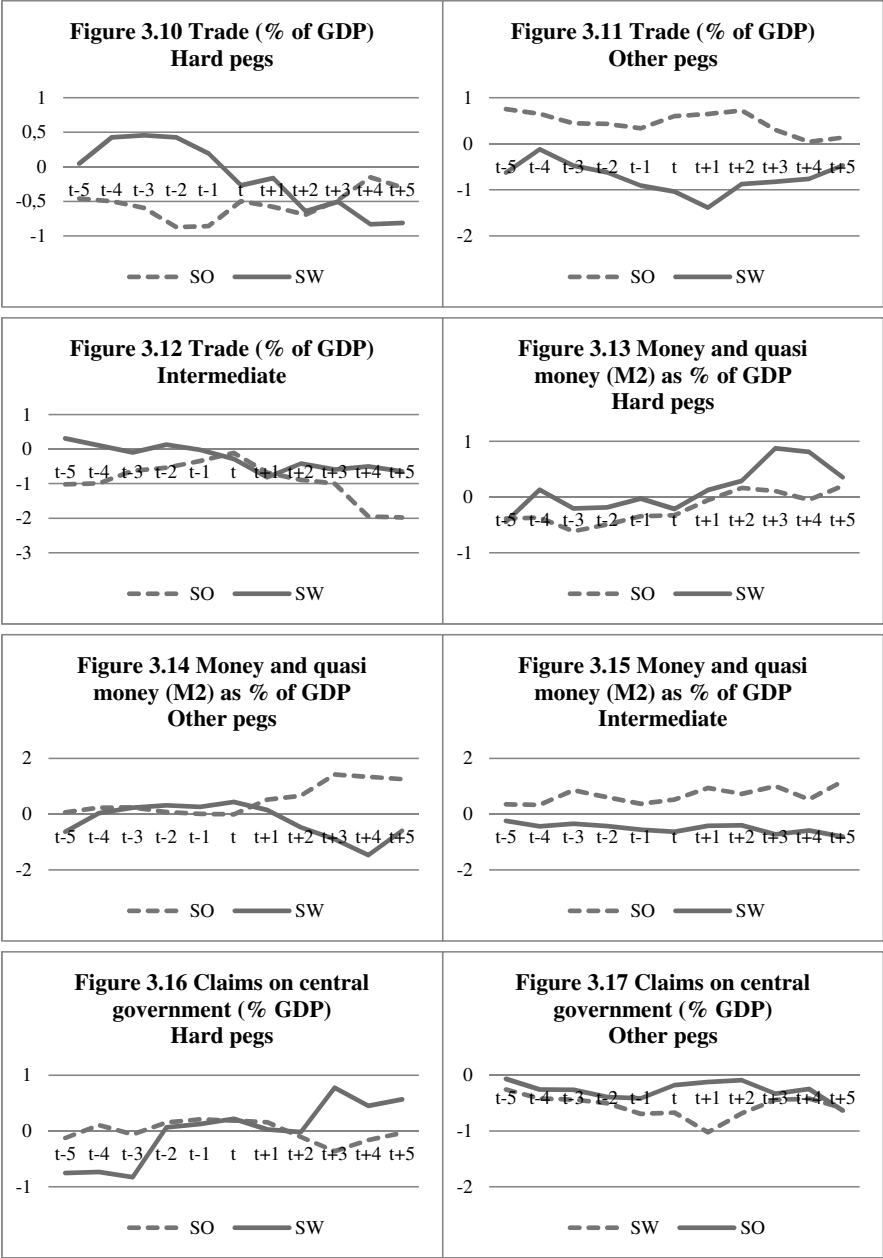 Figure 3.10 Trade (% of GDP)
Hard pegs
1
0,5
0
-0,5
-1
t-5 t-4 t-3 t-2 t-1 t t+1 t+2 t+3 t+4 t+5
SO SW
Figure 3.11 Trade (% of GDP)
Other pegs
1
0
-1
-2
t-5 t-4 t-3 t-2 t-1 t t+1 t+2 t+3 t+4 t+5
SO SW
Figure 3.12 Trade (% of GDP)
Intermediate
1
0
-1
-2
-3
t-5 t-4 t-3 t-2 t-1 t t+1 t+2 t+3 t+4 t+5
SO SW
Figure 3.13 Money and quasi
money (M2) as % of GDP
Hard pegs
1
0
-1
t-5 t-4 t-3 t-2 t-1 t t+1 t+2 t+3 t+4 t+5
SO SW
Figure 3.14 Money and quasi
money (M2) as % of GDP
Other pegs
2
0
-2
t-5 t-4 t-3 t-2 t-1 t t+1 t+2 t+3 t+4 t+5
SO SW
Figure 3.15 Money and quasi
money (M2) as % of GDP
Intermediate
2
0
-2
t-5 t-4 t-3 t-2 t-1 t t+1 t+2 t+3 t+4 t+5
SO SW
Figure 3.16 Claims on central
government (% GDP)
Hard pegs
1
0
-1
t-5 t-4 t-3 t-2 t-1 t t+1 t+2 t+3 t+4 t+5
SO SW
Figure 3.17 Claims on central
government (% GDP)
Other pegs
0
-1
-2
t-5 t-4 t-3 t-2 t-1 t t+1 t+2 t+3 t+4 t+5
SW SO